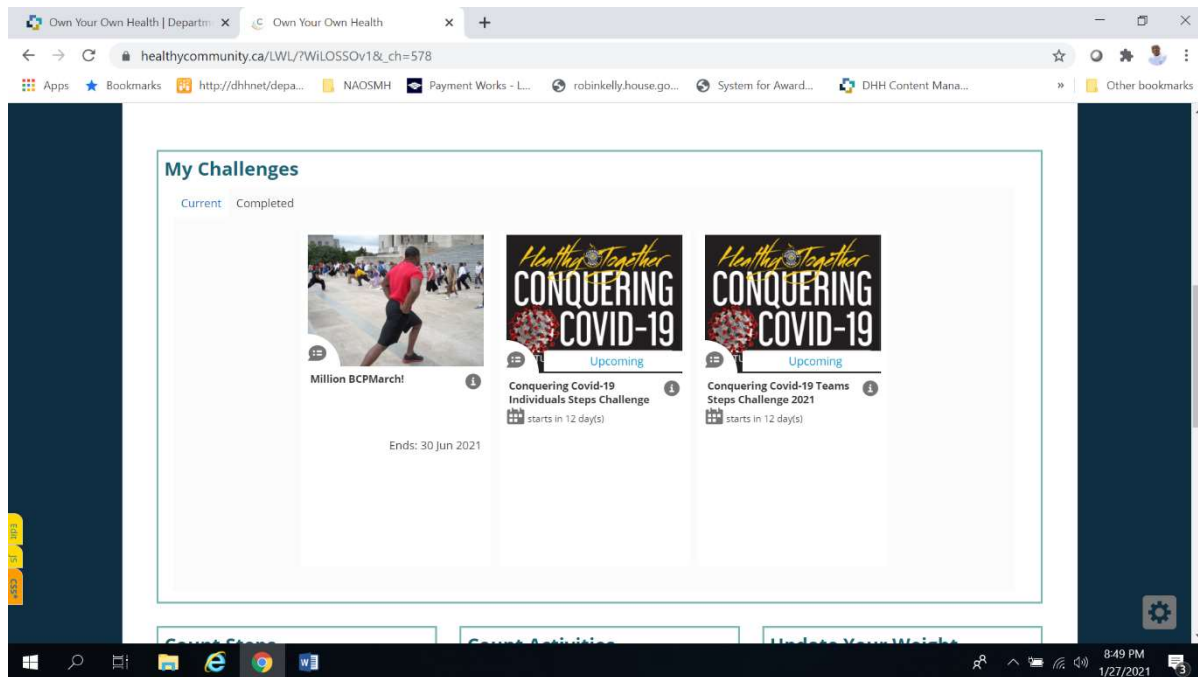 Own Your Own Health | Departm
Own Your Own Health
healthycommunity.ca/LWL/?WiLOSSOv1&_ch=578
Apps
Bookmarks
http://dhhnet/depa...
NAOSMH
Payment Works - L...
robinkelly.house.go...
System for Award...
DHH Content Mana...
»
Other bookmarks
My Challenges
Current
Completed
Million BCPMarch!
Ends: 30 Jun 2021
Healthy Together
CONQUERING
COVID-19
Upcoming
Conquering Covid-19
Individuals Steps Challenge
starts in 12 day(s)
Healthy Together
CONQUERING
COVID-19
Upcoming
Conquering Covid-19 Teams
Steps Challenge 2021
starts in 12 day(s)
Edit
JS
CSS*
8:49 PM
1/27/2021
3